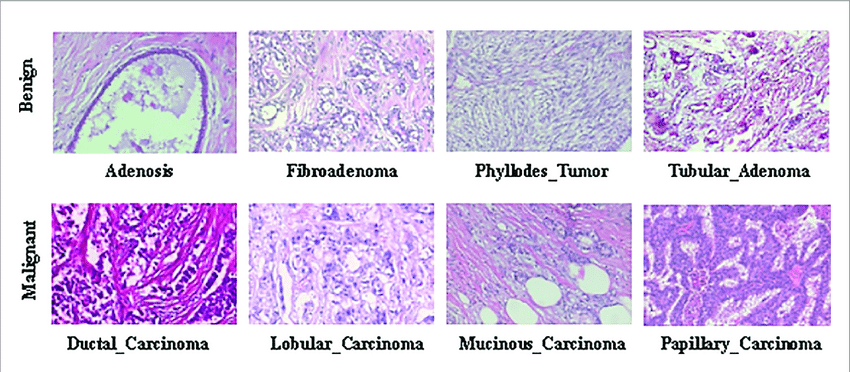 Benign
Adenosis
Fibroadenoma
Phyllodes_Tumor
Tubular_Adenoma
Malignant
Ductal_Carcinoma
Lobular_Carcinoma
Mucinous_Carcinoma
Papillary_Carcinoma